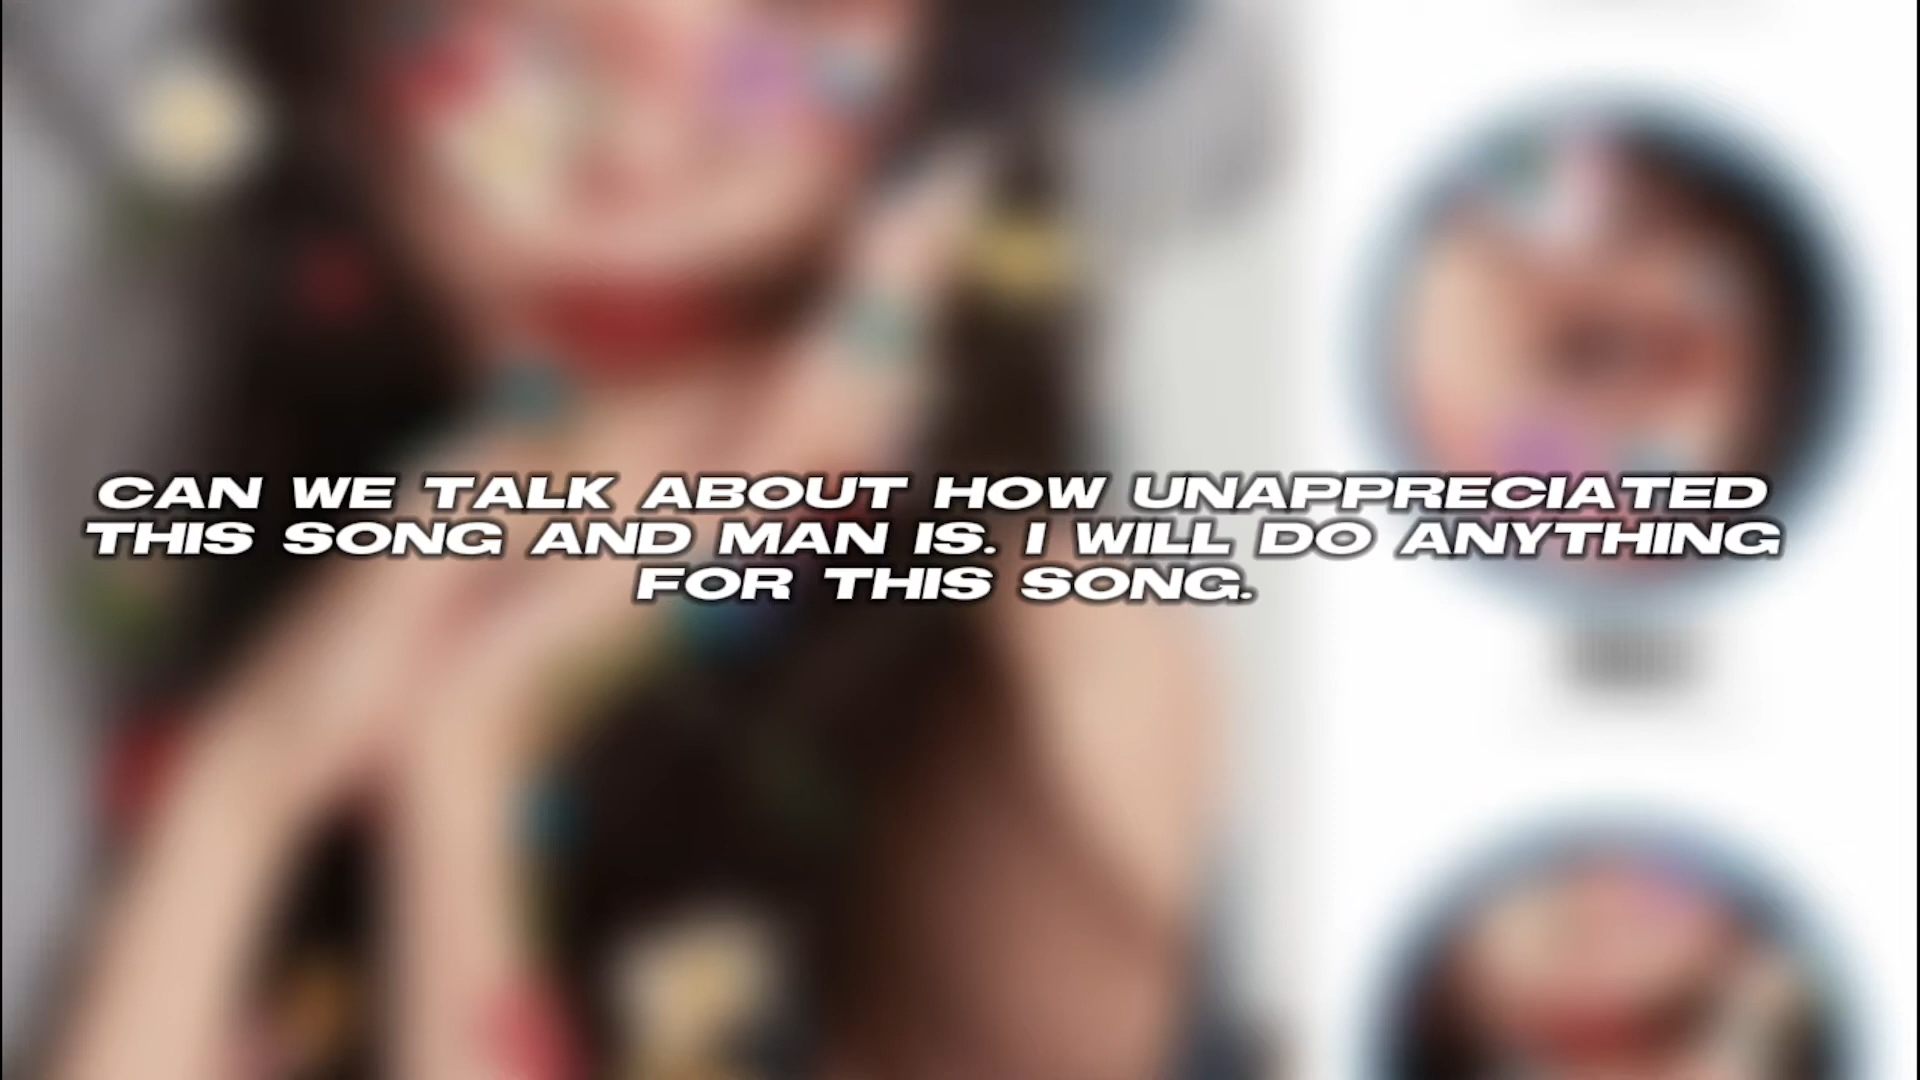 CAN WE TALK ABOUT HOW UNAPPRECIATED
THIS SONG AND MAN IS. I WILL DO ANYTHING
FOR THIS SONG.